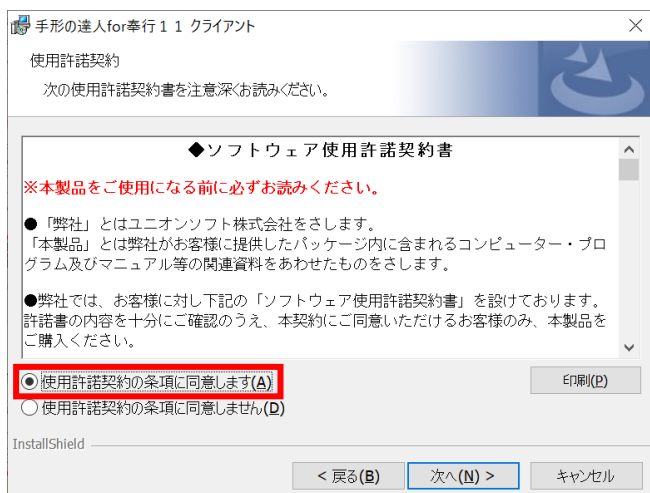 手形の達人for奉行１１ クライアント
使用許諾契約
次の使用許諾契約書を注意深くお読みください。
◆ソフトウェア使用許諾契約書
※本製品をご使用になる前に必ずお読みください。
●「弊社」とはユニオンソフト株式会社をさします。
「本製品」とは弊社がお客様に提供したパッケージ内に含まれるコンピューター・プロ
グラム及びマニュアル等の関連資料をあわせたものをさします。
●弊社では、お客様に対し下記の「ソフトウェア使用許諾契約書」を設けております。
許諾書の内容を十分にご確認のうえ、本契約にご同意いただけるお客様のみ、本製品を
ご購入ください。
使用許諾契約の条項に同意します(A)
印刷(P)
使用許諾契約の条項に同意しません(D)
InstallShield
< 戻る(B)
次へ(N) >
キャンセル